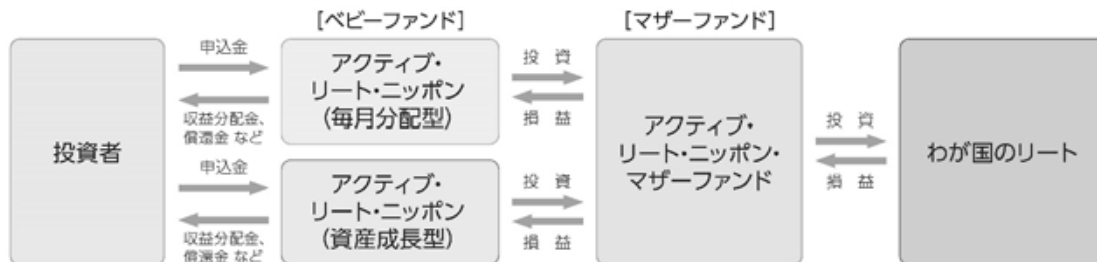 [ベビーファンド]
[マザーファンド]
投資者
申込金
収益分配金、
償還金 など
アクティブ・
リート・ニッポン
(毎月分配型)
投 資
損 益
申込金
収益分配金、
償還金 など
アクティブ・
リート・ニッポン
(資産成長型)
投 資
損 益
アクティブ・
リート・ニッポン・
マザーファンド
投 資
損 益
わが国のリート